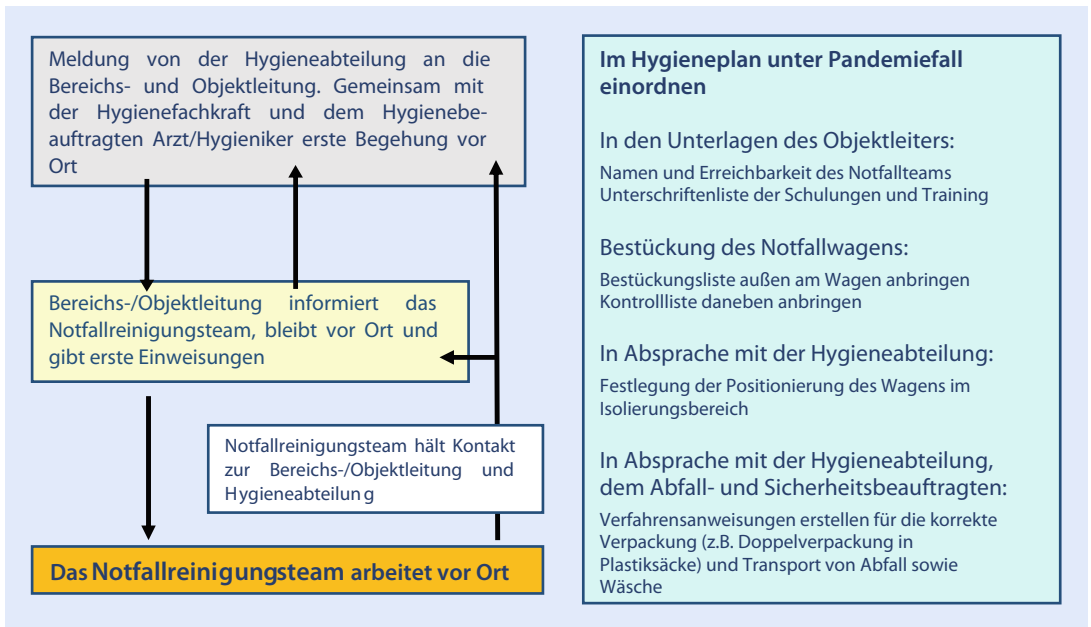 Meldung von der Hygieneabteilung an die
Bereichs- und Objektleitung. Gemeinsam mit
der Hygienefachkraft und dem Hygienebe-
auftragten Arzt/Hygieniker erste Begehung vor
Ort
Bereichs-/Objektleitung informiert das
Notfallreinigungsteam, bleibt vor Ort und
gibt erste Einweisungen
Notfallreinigungsteam hält Kontakt
zur Bereichs-/Objektleitung und
Hygieneabteilung
Das Notfallreinigungsteam arbeitet vor Ort
Im Hygieneplan unter Pandemiefall
einordnen
In den Unterlagen des Objektleiters:
Namen und Erreichbarkeit des Notfallteams
Unterschriftenliste der Schulungen und Training
Bestückung des Notfallwagens:
Bestückungsliste außen am Wagen anbringen
Kontrollliste daneben anbringen
In Absprache mit der Hygieneabteilung:
Festlegung der Positionierung des Wagens im
Isolierungsbereich
In Absprache mit der Hygieneabteilung,
dem Abfall- und Sicherheitsbeauftragten:
Verfahrensanweisungen erstellen für die korrekte
Verpackung (z.B. Doppelverpackung in
Plastiksäcke) und Transport von Abfall sowie
Wäsche